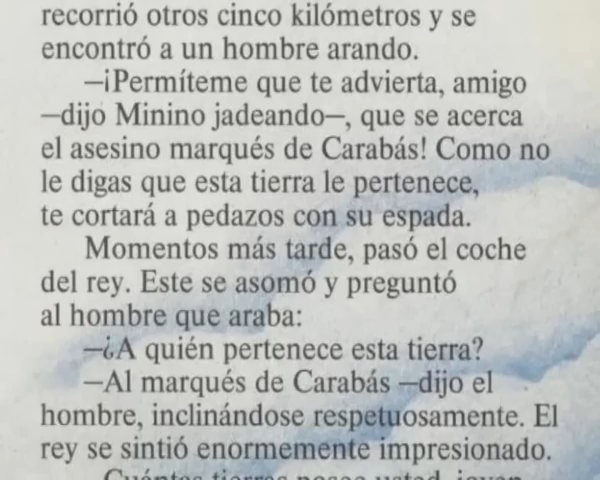 recorrió otros cinco kilómetros y se
encontró a un hombre arando.
—¡Permíteme que te advierta, amigo
—dijo Minino jadeando—, que se acerca
el asesino marqués de Carabás! Como no
le digas que esta tierra le pertenece,
te cortará a pedazos con su espada.
Momentos más tarde, pasó el coche
del rey. Este se asomó y preguntó
al hombre que araba:
—¿A quién pertenece esta tierra?
—Al marqués de Carabás —dijo el
hombre, inclinándose respetuosamente. El
rey se sintió enormemente impresionado.